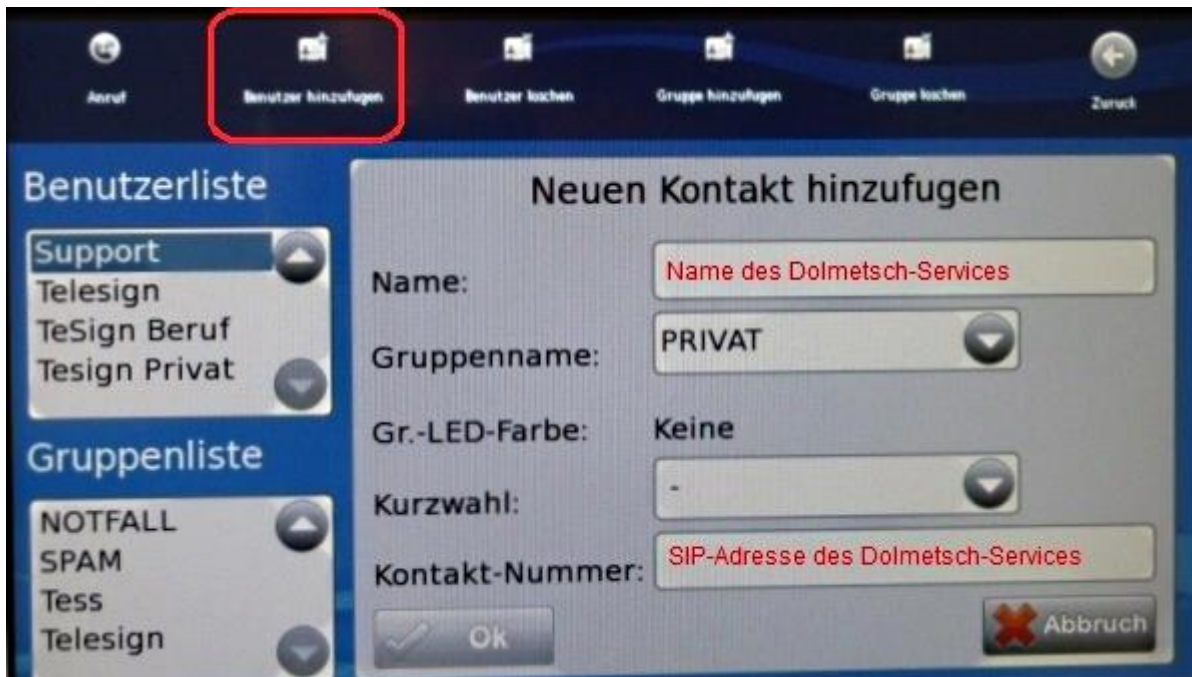 Anruf
Benutzer hinzufugen
Benutzer loschen
Gruppe hinzufugen
Gruppe loschen
Zuruck
Benutzerliste
Support
Telesign
TeSign Beruf
Tesign Privat
Gruppenliste
NOTFALL
SPAM
Tess
Telesign
Neuen Kontakt hinzufugen
Name:
Name des Dolmetsch-Services
Gruppenname:
PRIVAT
Gr.-LED-Farbe:
Keine
Kurzwahl:
-
Kontakt-Nummer:
SIP-Adresse des Dolmetsch-Services
Ok
Abbruch